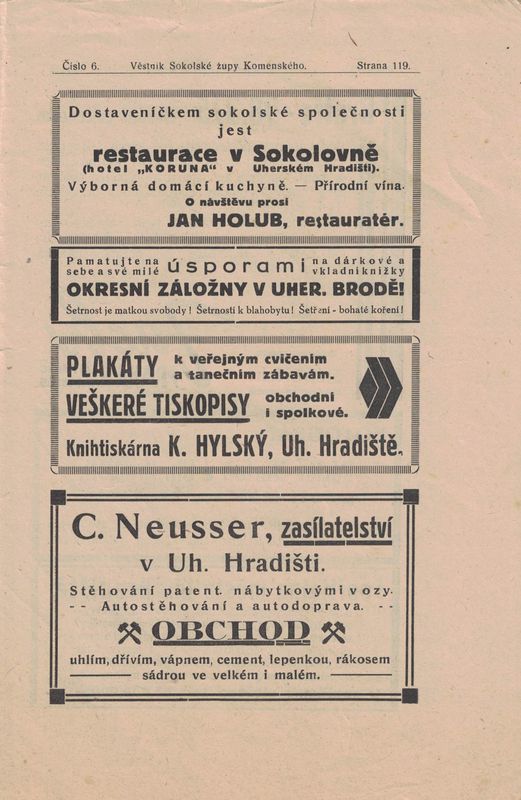 Číslo 6. Věstník Sokolské župy Komenského. Strana 119.
Dostaveníčkem sokolské společnosti
jest
restaurace v Sokolovně
(hotel „KORUNA“ v Uherském Hradišti).
Výborná domácí kuchyně. — Přírodní vína.
O návštěvu prosí
JAN HOLUB, restauratér.
Pamatujte na
sebe a své milé
úsporami
na dárkové a
vkladní knížky
OKRESNÍ ZÁLOŽNY V UHER. BRODĚ!
Šetrnost je matkou svobody! Šetrností k blahobytu! Šetření - bohaté koření!
PLAKÁTY
k veřejným cvičením
a tanečním zábavám.
VEŠKERÉ TISKOPISY
obchodní
i spolkové.
Knihtiskárna K. HYLSKÝ, Uh. Hradiště.
C. Neusser, zasílatelství
v Uh. Hradišti.
Stěhování patent. nábytkovými vozy.
- - Autostěhování a autodoprava. - -
OBCHOD
uhlím, dřívím, vápnem, cement, lepenkou, rákosem
sádrou ve velkém i malém.